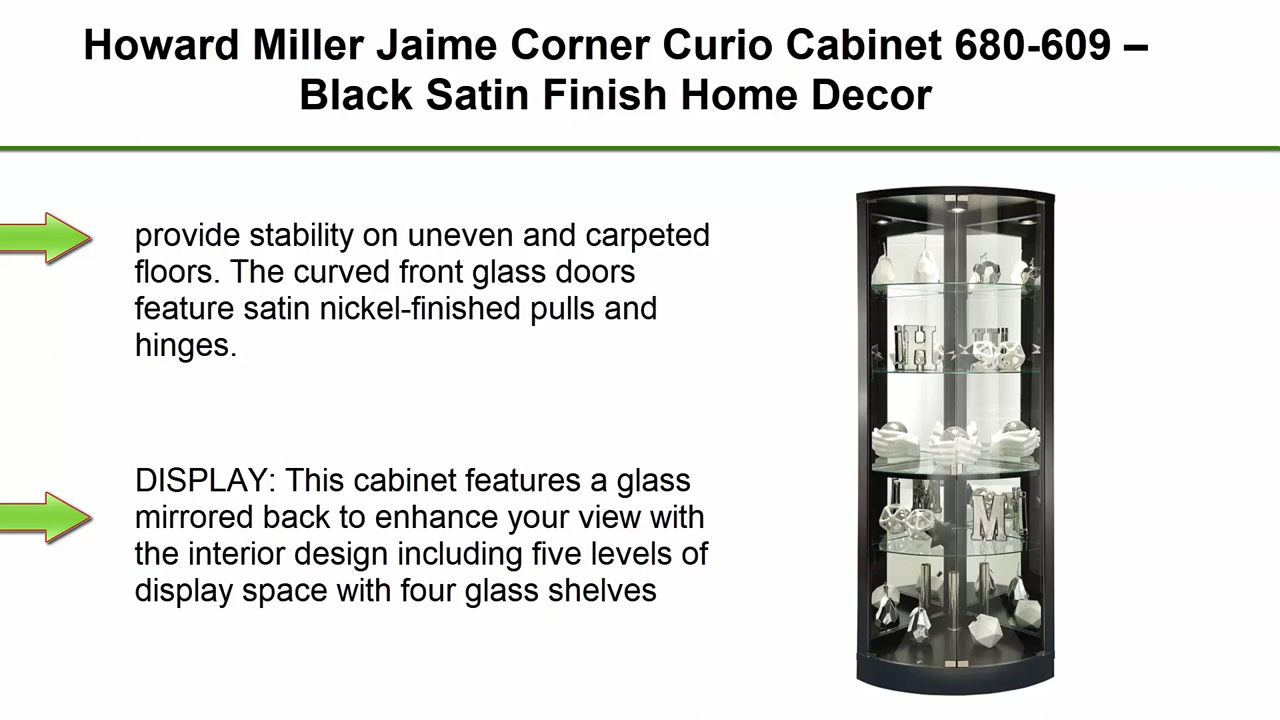 Howard Miller Jaime Corner Curio Cabinet 680-609 –
Black Satin Finish Home Decor
provide stability on uneven and carpeted
floors. The curved front glass doors
feature satin nickel-finished pulls and
hinges.
DISPLAY: This cabinet features a glass
mirrored back to enhance your view with
the interior design including five levels of
display space with four glass shelves
H
M